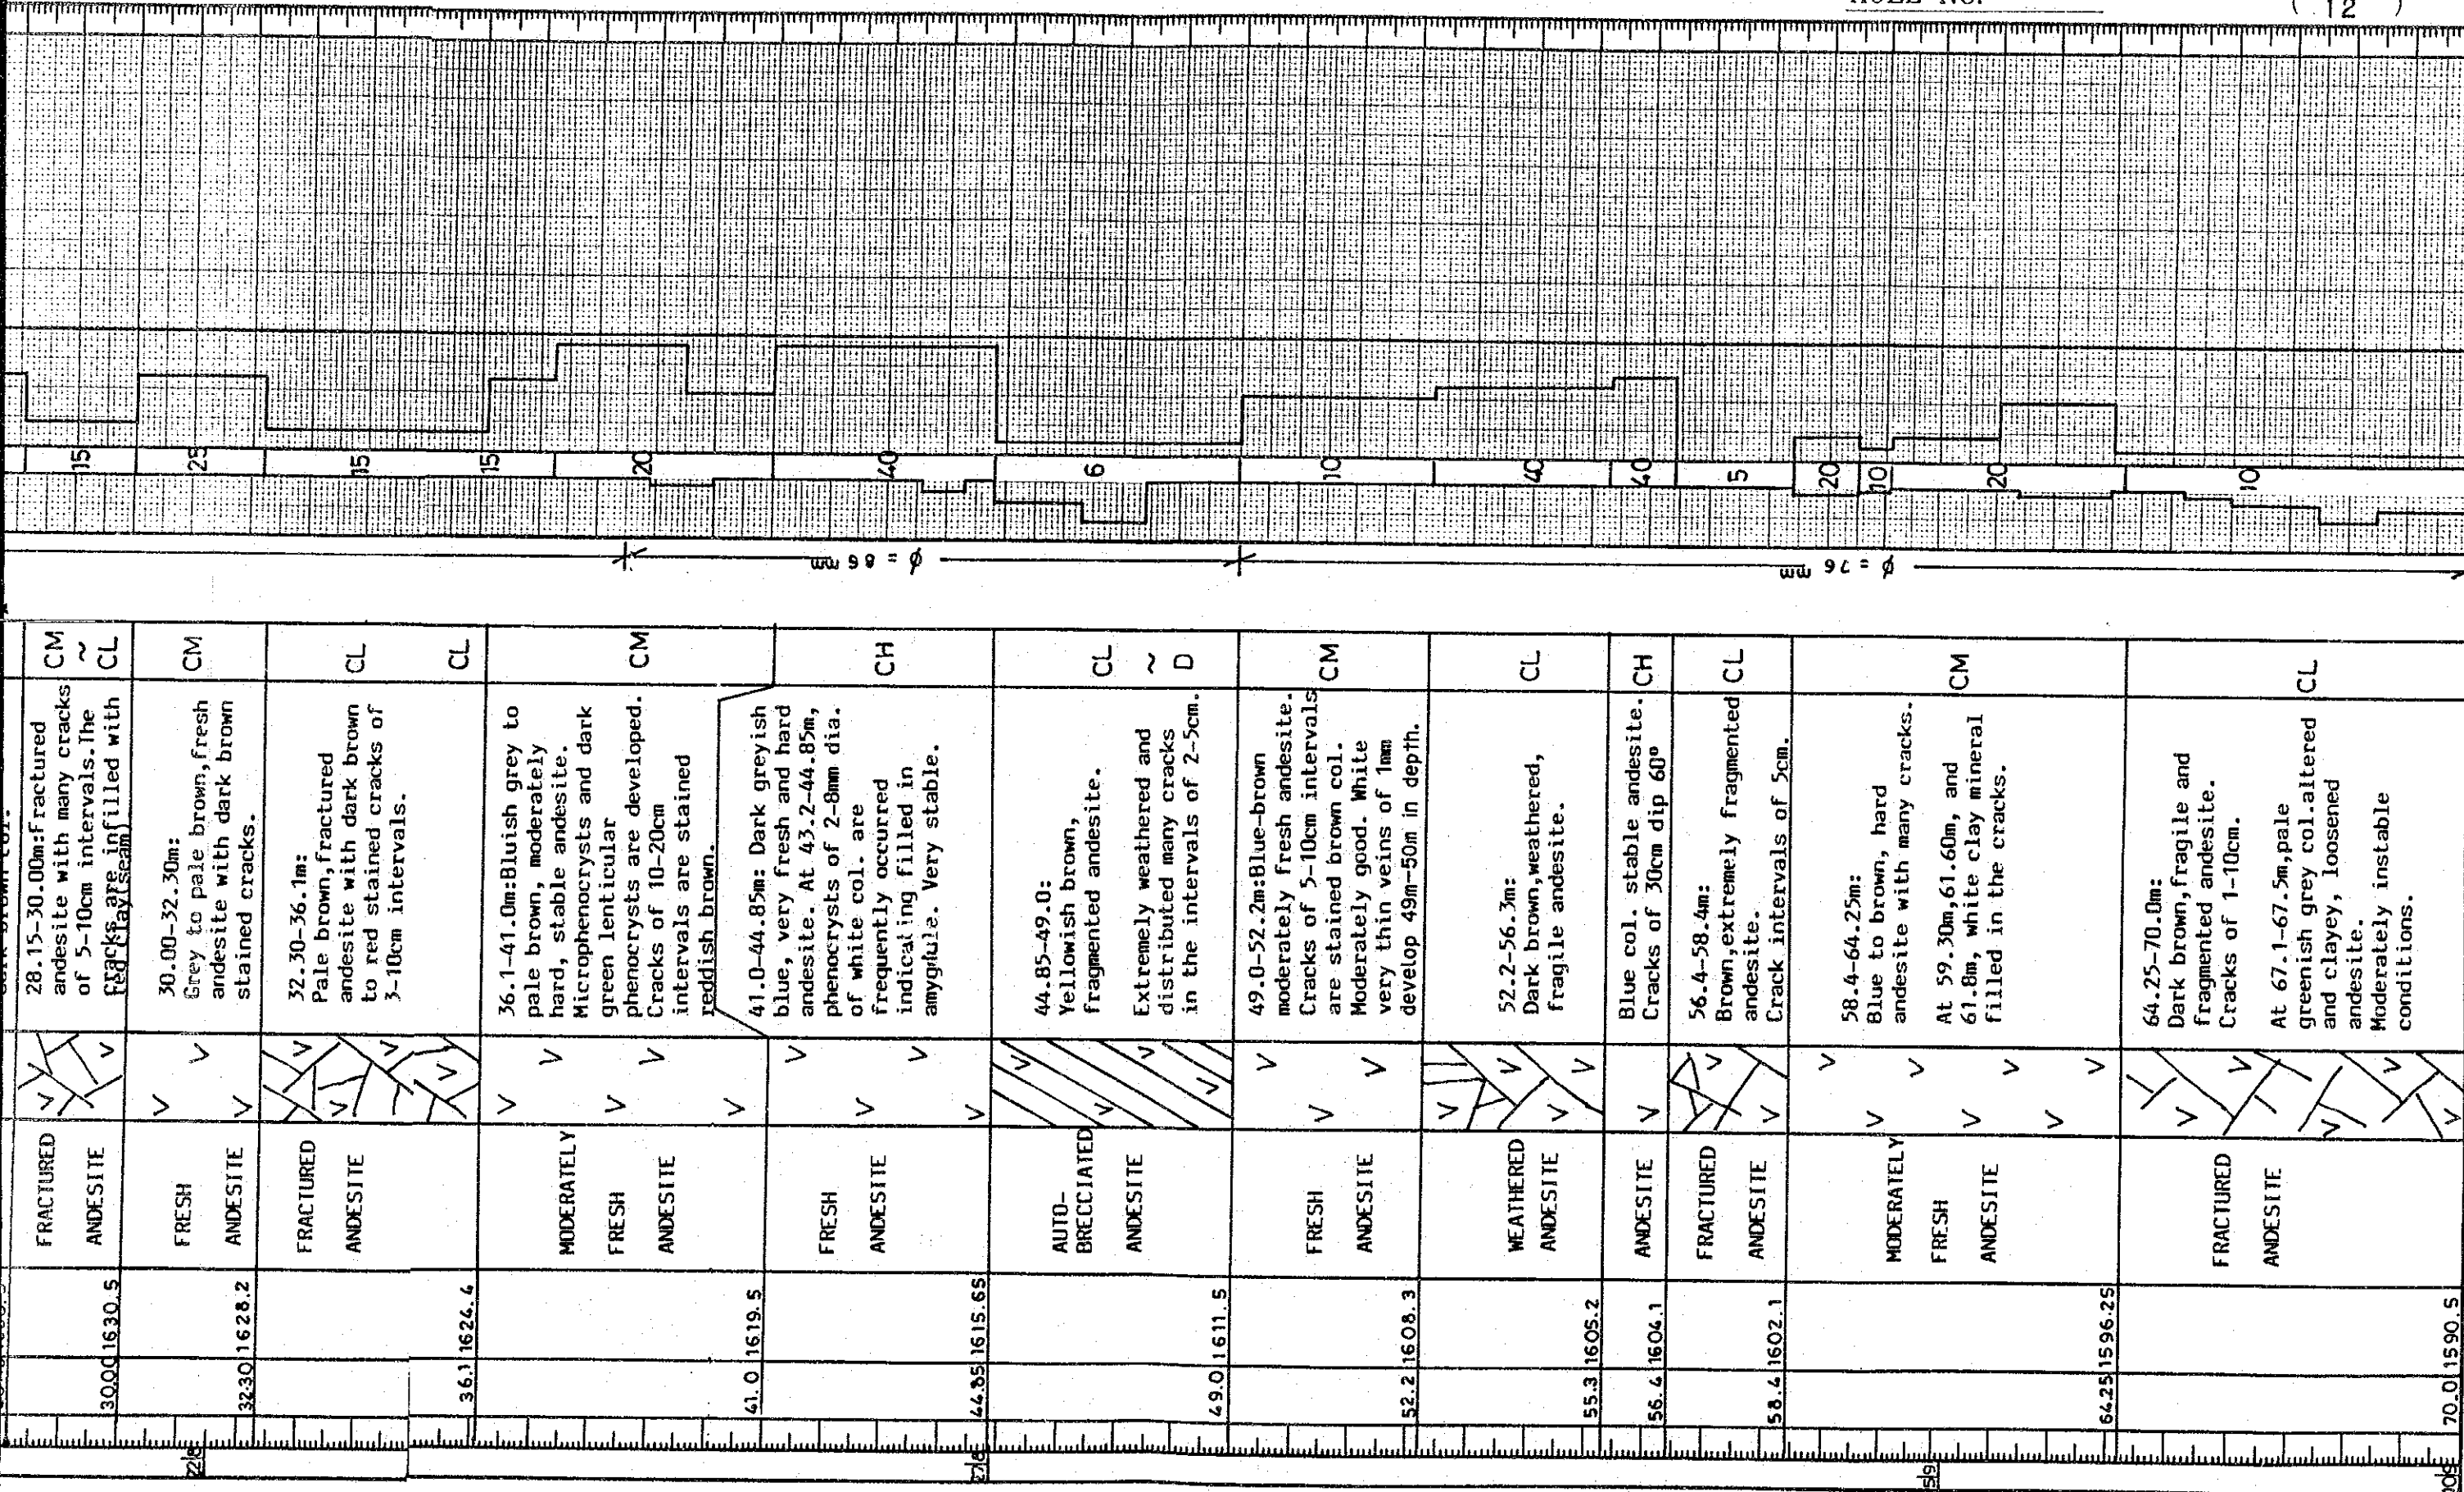 HOLE NO.
( 12 )
15
25
15
15
20
40
6
10
40
40
5
20
10
20
10
φ = 86 mm
φ = 76 mm
CM
~
CL
28.15-30.00m:Fractured
andesite with many cracks
of 5-10cm intervals.The
cracks are infilled with
red clay(seam)
FRACTURED
ANDESITE
30.00 1630.5
CM
30.00-32.30m:
Grey to pale brown,fresh
andesite with dark brown
stained cracks.
FRESH
ANDESITE
32.30 1628.2
CL
CL
32.30-36.1m:
Pale brown,fractured
andesite with dark brown
to red stained cracks of
3-10cm intervals.
FRACTURED
ANDESITE
36.1 1624.4
CM
36.1-41.0m:Bluish grey to
pale brown, moderately
hard, stable andesite.
Microphenocrysts and dark
green lenticular
phenocrysts are developed.
Cracks of 10-20cm
intervals are stained
reddish brown.
MODERATELY
FRESH
ANDESITE
41.0 1619.5
CH
41.0-44.85m: Dark greyish
blue, very fresh and hard
andesite. At 43.2-44.85m,
phenocrysts of 2-8mm dia.
of white col. are
frequently occurred
indicating filled in
amygdule. Very stable.
FRESH
ANDESITE
44.85 1615.65
CL
~
D
44.85-49.0:
Yellowish brown,
fragmented andesite.
Extremely weathered and
distributed many cracks
in the intervals of 2-5cm.
AUTO-
BRECCIATED
ANDESITE
49.0 1611.5
CM
49.0-52.2m:Blue-brown
moderately fresh andesite.
Cracks of 5-10cm intervals
are stained brown col.
Moderately good. White
very thin veins of 1mm
develop 49m-50m in depth.
FRESH
ANDESITE
52.2 1608.3
CL
52.2-56.3m:
Dark brown,weathered,
fragile andesite.
WEATHERED
ANDESITE
55.3 1605.2
CH
Blue col. stable andesite.
Cracks of 30cm dip 60°
ANDESITE
56.4 1604.1
CL
56.4-58.4m:
Brown,extremely fragmented
andesite.
Crack intervals of 5cm.
FRACTURED
ANDESITE
58.4 1602.1
CM
58.4-64.25m:
Blue to brown, hard
andesite with many cracks.
At 59.30m,61.60m, and
61.8m, white clay mineral
filled in the cracks.
MODERATELY
FRESH
ANDESITE
64.25 1596.25
CL
64.25-70.0m:
Dark brown,fragile and
fragmented andesite.
Cracks of 1-10cm.
At 67.1-67.5m,pale
greenish grey col.altered
and clayey, loosened
andesite.
Moderately instable
conditions.
FRACTURED
ANDESITE
70.0 1590.5